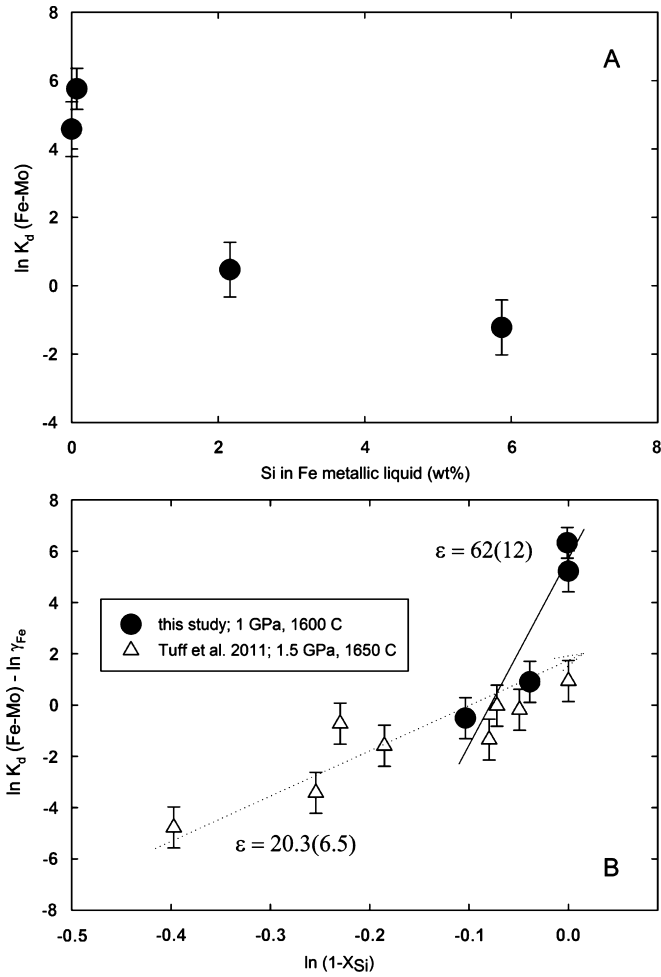 8
6
4
2
0
-2
-4
ln Kd (Fe-Mo)
A
0
2
4
6
8
Si in Fe metallic liquid (wt%)
8
6
4
2
0
-2
-4
-6
-8
ln Kd (Fe-Mo) - ln γFe
ε = 62(12)
this study; 1 GPa, 1600 C
Tuff et al. 2011; 1.5 GPa, 1650 C
ε = 20.3(6.5)
B
-0.5
-0.4
-0.3
-0.2
-0.1
0.0
ln (1-XSi)